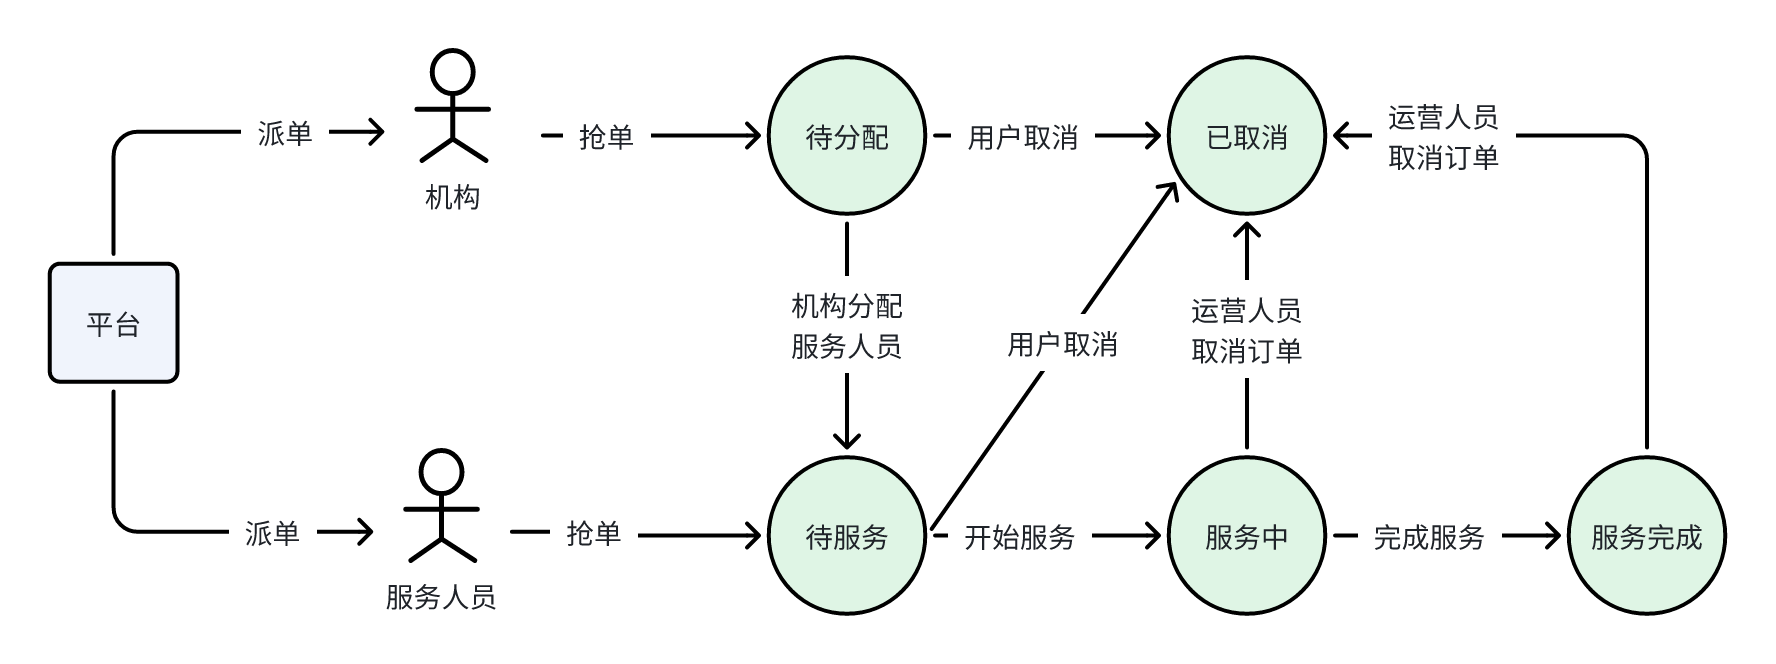 派单
机构
抢单
待分配
用户取消
已取消
运营人员
取消订单
平台
机构分配
服务人员
用户取消
运营人员
取消订单
派单
服务人员
抢单
待服务
开始服务
服务中
完成服务
服务完成